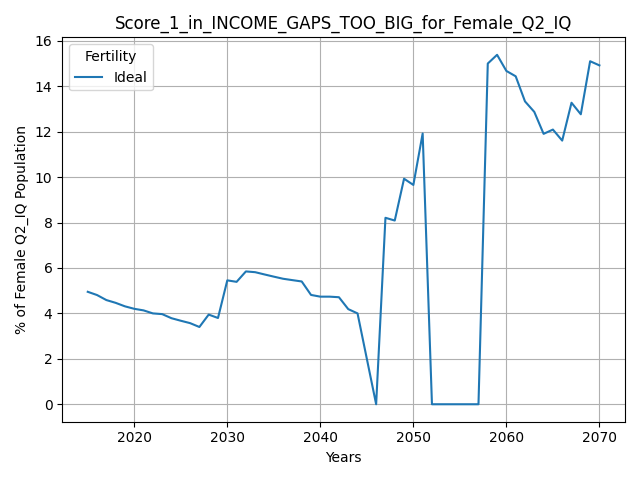 Score_1_in_INCOME_GAPS_TOO_BIG_for_Female_Q2_IQ
Fertility
Ideal
% of Female Q2_IQ Population
16
14
12
10
8
6
4
2
0
2020 2030 2040 2050 2060 2070
Years